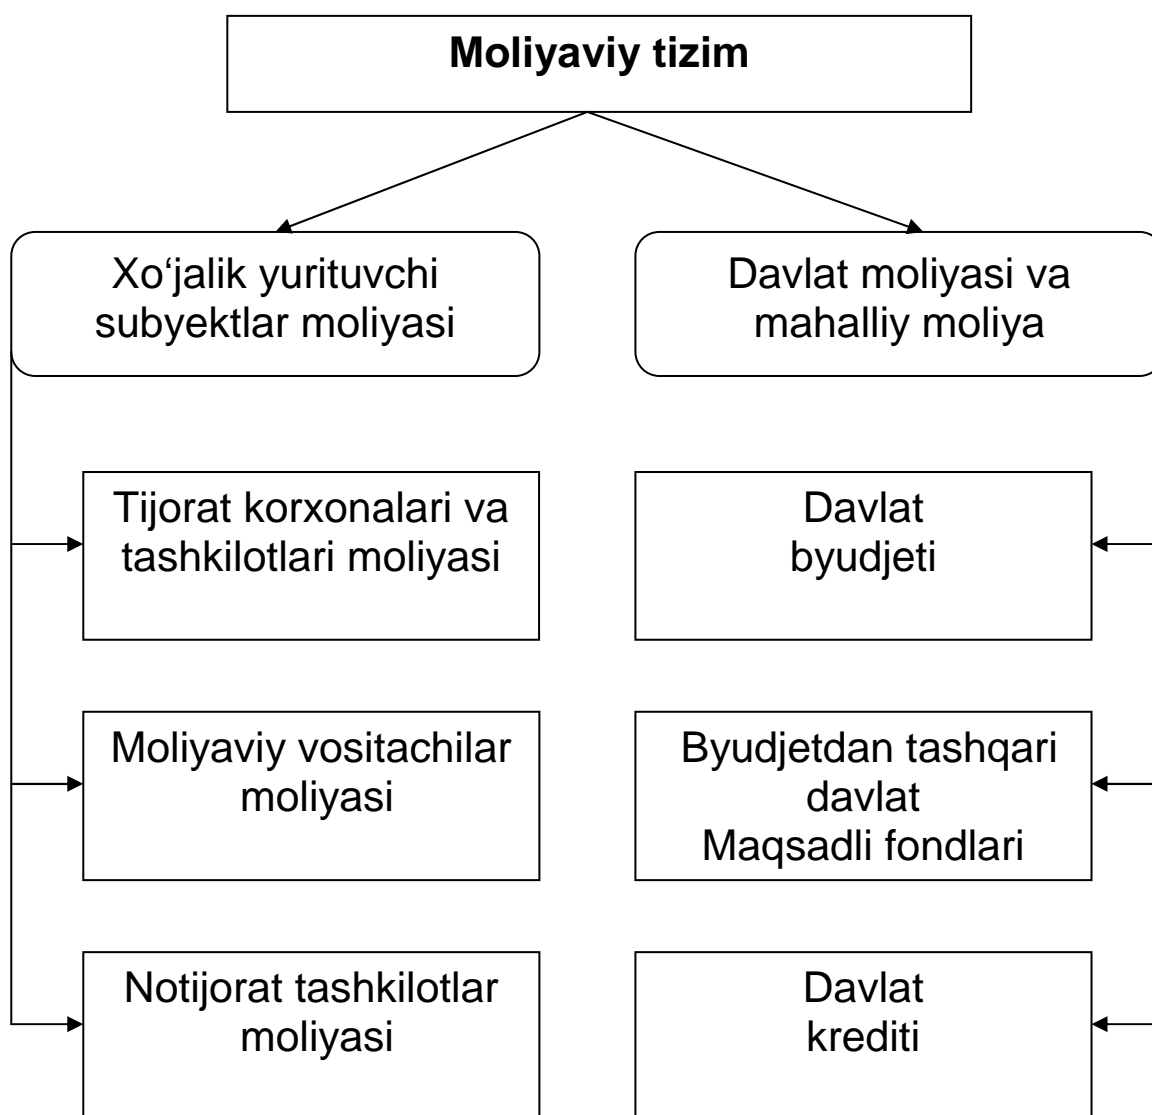 Moliyaviy tizim
Xo‘jalik yurituvchi
subyektlar moliyasi
Davlat moliyasi va
mahalliy moliya
Tijorat korxonalari va
tashkilotlari moliyasi
Davlat
byudjeti
Moliyaviy vositachilar
moliyasi
Byudjetdan tashqari
davlat
Maqsadli fondlari
Notijorat tashkilotlar
moliyasi
Davlat
krediti